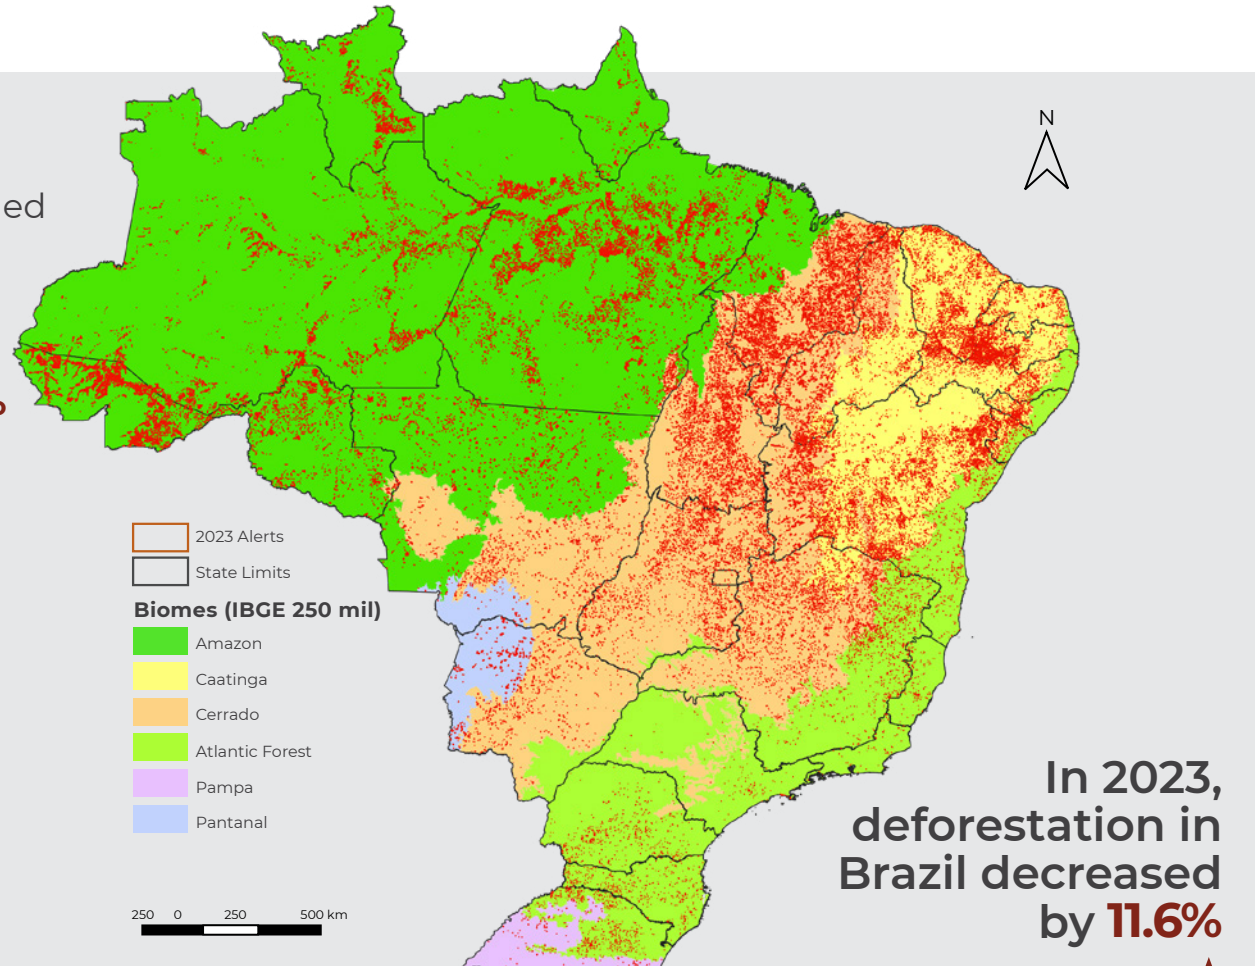 N
ed
2023 Alerts
State Limits
Biomes (IBGE 250 mil)
Amazon
Caatinga
Cerrado
Atlantic Forest
Pampa
Pantanal
250 0 250 500 km
In 2023,
deforestation in
Brazil decreased
by 11.6%